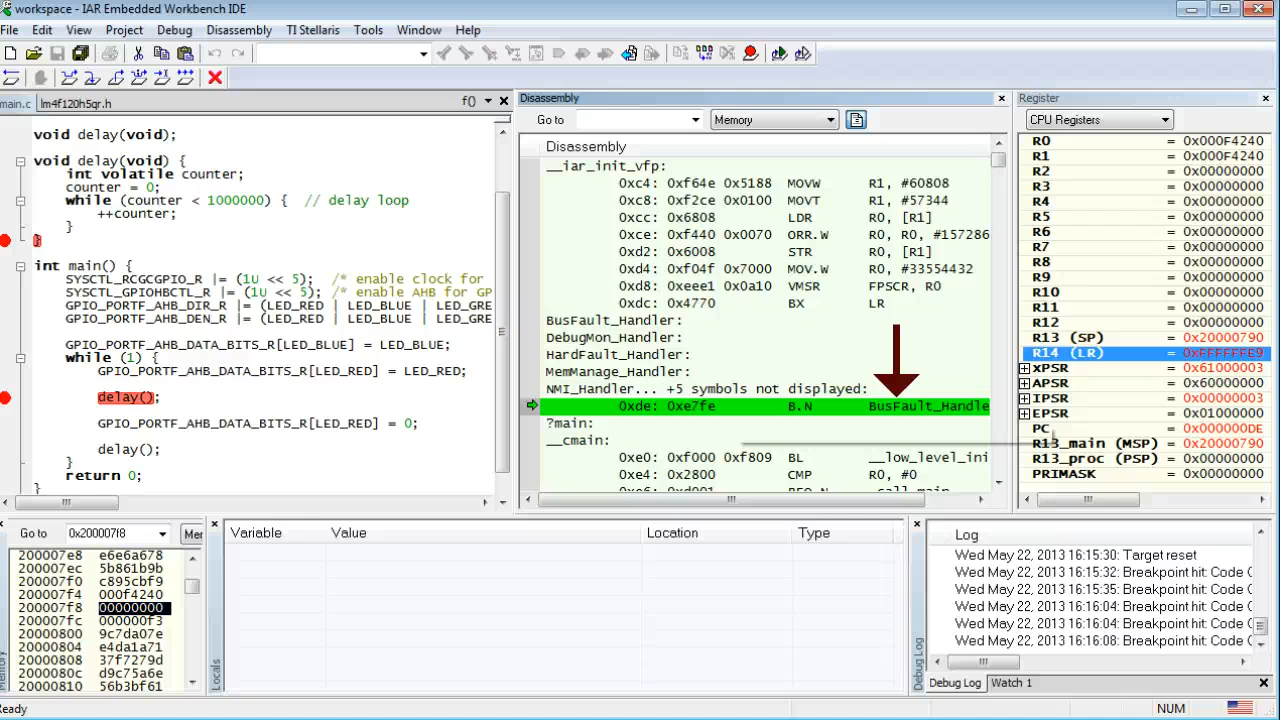 workspace - IAR Embedded Workbench IDE
File Edit View Project Debug Disassembly TI Stellaris Tools Window Help
main.c lm4f120h5qr.h f()
void delay(void);
void delay(void) {
int volatile counter;
counter = 0;
while (counter < 1000000) { // delay loop
++counter;
}
}
int main() {
SYSCTL_RCGCGPIO_R |= (1U << 5); /* enable clock for
SYSCTL_GPIOHBCTL_R |= (1U << 5); /* enable AHB for GP
GPIO_PORTF_AHB_DIR_R |= (LED_RED | LED_BLUE | LED_GRE
GPIO_PORTF_AHB_DEN_R |= (LED_RED | LED_BLUE | LED_GRE
GPIO_PORTF_AHB_DATA_BITS_R[LED_BLUE] = LED_BLUE;
while (1) {
GPIO_PORTF_AHB_DATA_BITS_R[LED_RED] = LED_RED;
delay();
GPIO_PORTF_AHB_DATA_BITS_R[LED_RED] = 0;
delay();
}
return 0;
}
Disassembly
Go to Memory
Disassembly
__iar_init_vfp:
0xc4: 0xf64e 0x5188 MOVW R1, #60808
0xc8: 0xf2ce 0x0100 MOVT R1, #57344
0xcc: 0x6808 LDR R0, [R1]
0xce: 0xf440 0x0070 ORR.W R0, R0, #157286
0xd2: 0x6008 STR R0, [R1]
0xd4: 0xf04f 0x7000 MOV.W R0, #33554432
0xd8: 0xeee1 0x0a10 VMSR FPSCR, R0
0xdc: 0x4770 BX LR
BusFault_Handler:
DebugMon_Handler:
HardFault_Handler:
MemManage_Handler:
NMI_Handler... +5 symbols not displayed:
0xde: 0xe7fe B.N BusFault_Handle
?main:
__cmain:
0xe0: 0xf000 0xf809 BL __low_level_ini
0xe4: 0x2800 CMP R0, #0
0xe6: 0xd001 BEQ.N _call_main
Register
CPU Registers
R0 = 0x000F4240
R1 = 0x000F4240
R2 = 0x00000000
R3 = 0x00000000
R4 = 0x00000000
R5 = 0x00000000
R6 = 0x00000000
R7 = 0x00000000
R8 = 0x00000000
R9 = 0x00000000
R10 = 0x00000000
R11 = 0x00000000
R12 = 0x00000000
R13 (SP) = 0x20000790
R14 (LR) = 0xFFFFFFE9
xPSR = 0x61000003
APSR = 0x60000000
IPSR = 0x00000003
EPSR = 0x01000000
PC = 0x000000DE
R13_main (MSP) = 0x20000790
R13_proc (PSP) = 0x00000000
PRIMASK = 0x00000000
Go to 0x200007f8 Mer
200007e8 e6e6a678
200007ec 5b861b9b
200007f0 c895cbf9
200007f4 000f4240
200007f8 00000000
200007fc 000000f3
20000800 9c7da07e
20000804 e4da1a71
20000808 37f7279d
2000080c d9c75a6e
20000810 56b3bf61
Memory
Locals
Variable Value Location Type
Debug Log
Log
Wed May 22, 2013 16:15:30: Target reset
Wed May 22, 2013 16:15:32: Breakpoint hit: Code
Wed May 22, 2013 16:15:35: Breakpoint hit: Code
Wed May 22, 2013 16:16:04: Breakpoint hit: Code
Wed May 22, 2013 16:16:04: Breakpoint hit: Code
Wed May 22, 2013 16:16:08: Breakpoint hit: Code
Debug Log Watch 1
Ready NUM